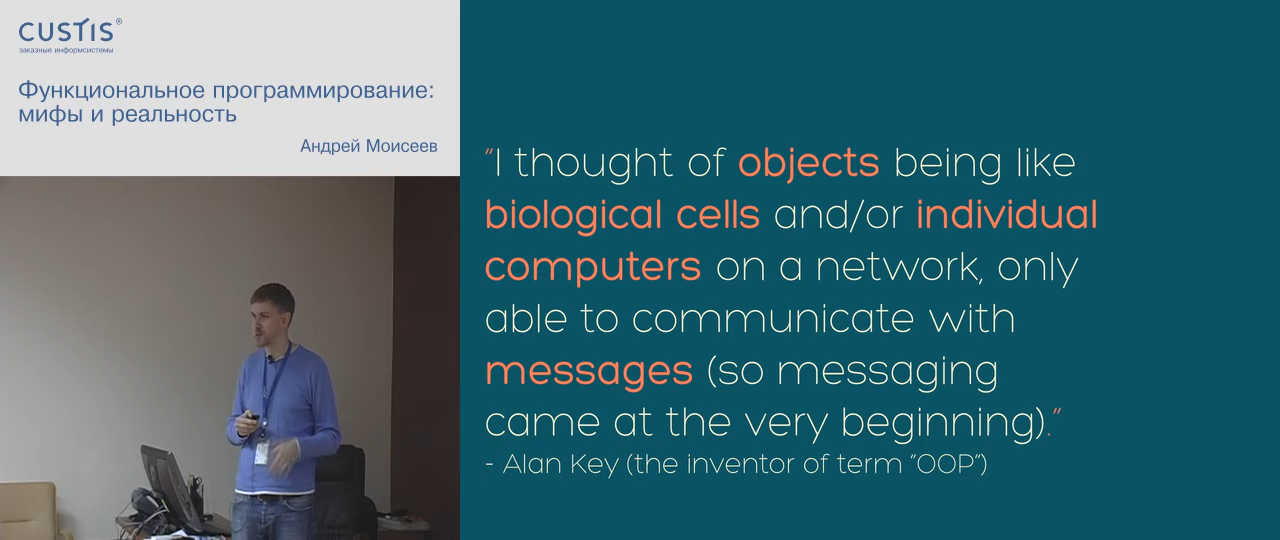 CUSTIS®
заказные информсистемы
Функциональное программирование:
мифы и реальность
Андрей Моисеев
"I thought of objects being like
biological cells and/or individual
computers on a network, only
able to communicate with
messages (so messaging
came at the very beginning)."
- Alan Key (the inventor of term "OOP")